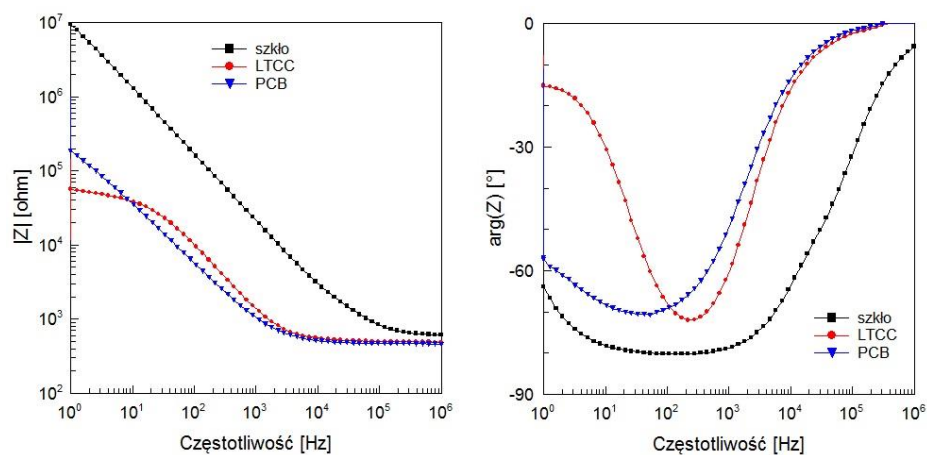 10⁷
10⁶
10⁵
10⁴
10³
10²
|Z| [ohm]
szkło
LTCC
PCB
10⁰ 10¹ 10² 10³ 10⁴ 10⁵ 10⁶
Częstotliwość [Hz]
0
-30
-60
-90
arg(Z) [°]
szkło
LTCC
PCB
10⁰ 10¹ 10² 10³ 10⁴ 10⁵ 10⁶
Częstotliwość [Hz]